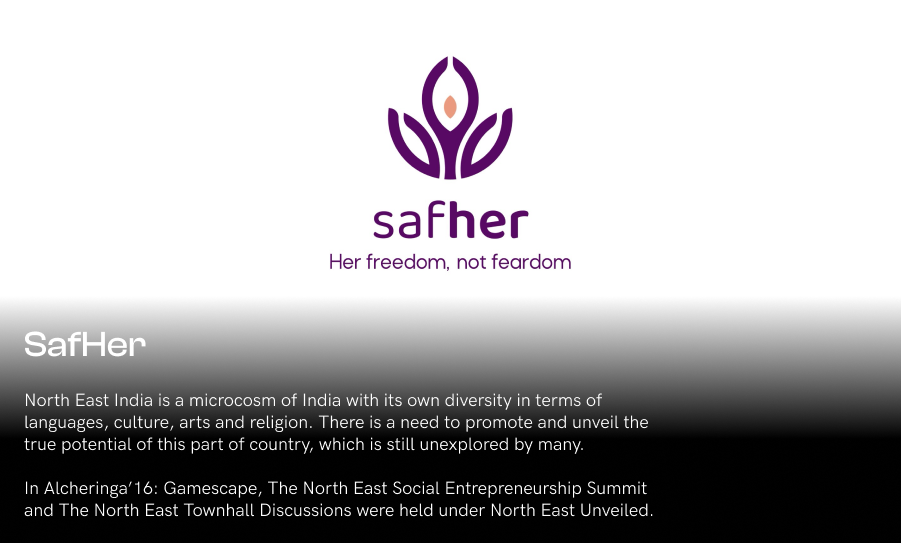 safher
Her freedom, not feardom
SafHer
North East India is a microcosm of India with its own diversity in terms of
languages, culture, arts and religion. There is a need to promote and unveil the
true potential of this part of country, which is still unexplored by many.
In Alcheringa’16: Gamescape, The North East Social Entrepreneurship Summit
and The North East Townhall Discussions were held under North East Unveiled.